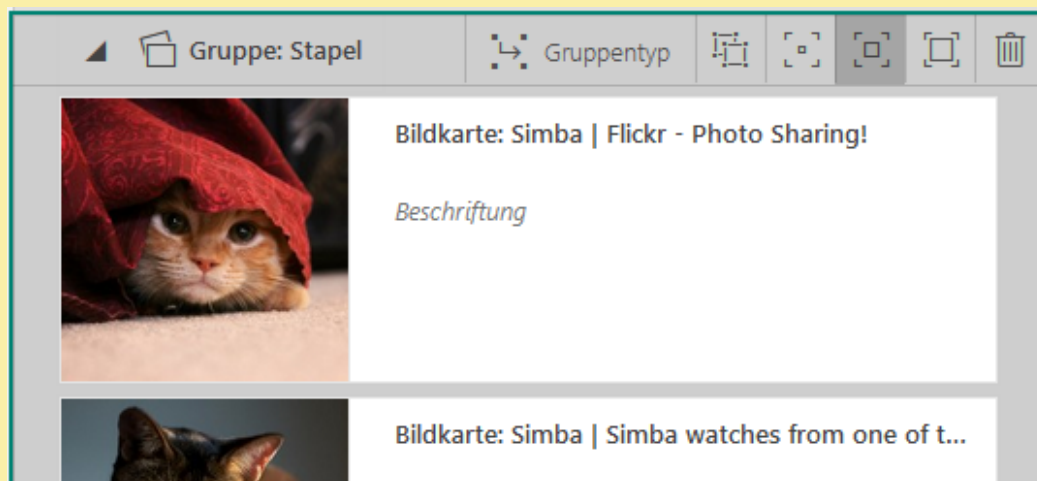 Gruppe: Stapel
Gruppentyp
Bildkarte: Simba | Flickr - Photo Sharing!
Beschriftung
Bildkarte: Simba | Simba watches from one of t...